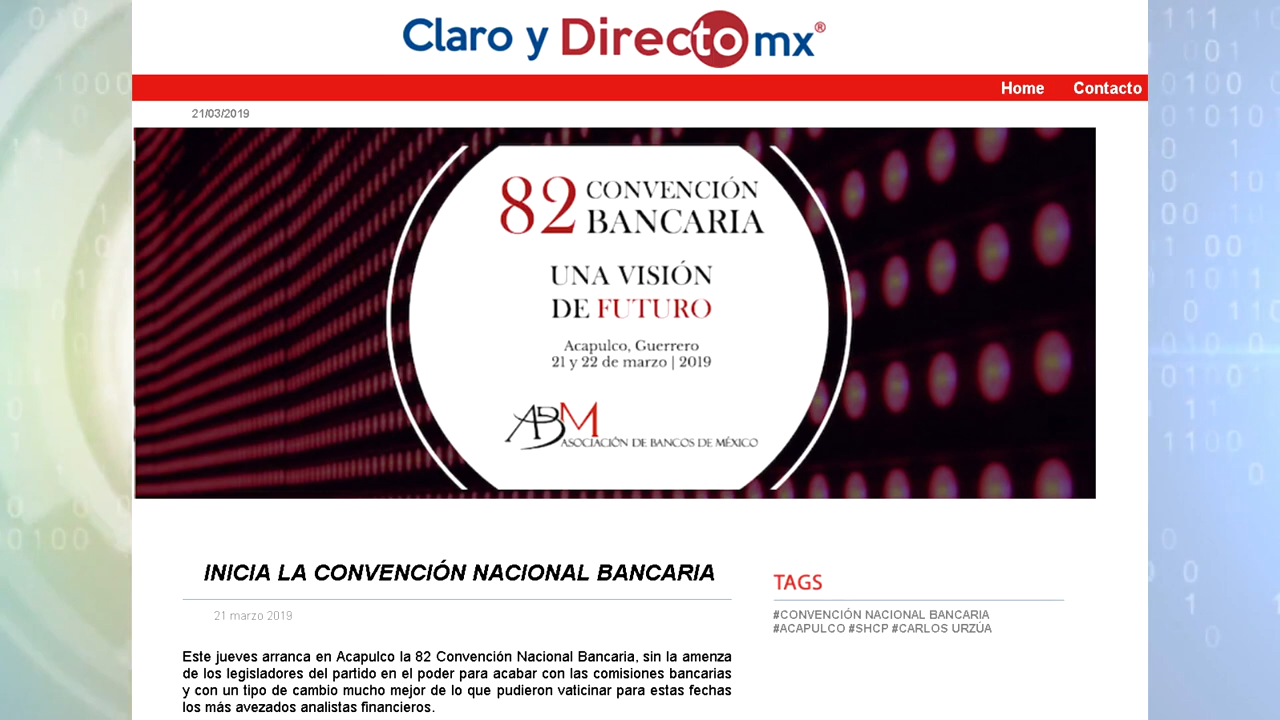 Claro y Directo mx®
Home Contacto
21/03/2019
82 CONVENCIÓN
BANCARIA
UNA VISIÓN
DE FUTURO
Acapulco, Guerrero
21 y 22 de marzo | 2019
ABM
ASOCIACIÓN DE BANCOS DE MÉXICO
INICIA LA CONVENCIÓN NACIONAL BANCARIA
21 marzo 2019
Este jueves arranca en Acapulco la 82 Convención Nacional Bancaria, sin la amenza
de los legisladores del partido en el poder para acabar con las comisiones bancarias
y con un tipo de cambio mucho mejor de lo que pudieron vaticinar para estas fechas
los más avezados analistas financieros.
TAGS
#CONVENCIÓN NACIONAL BANCARIA
#ACAPULCO #SHCP #CARLOS URZÚA